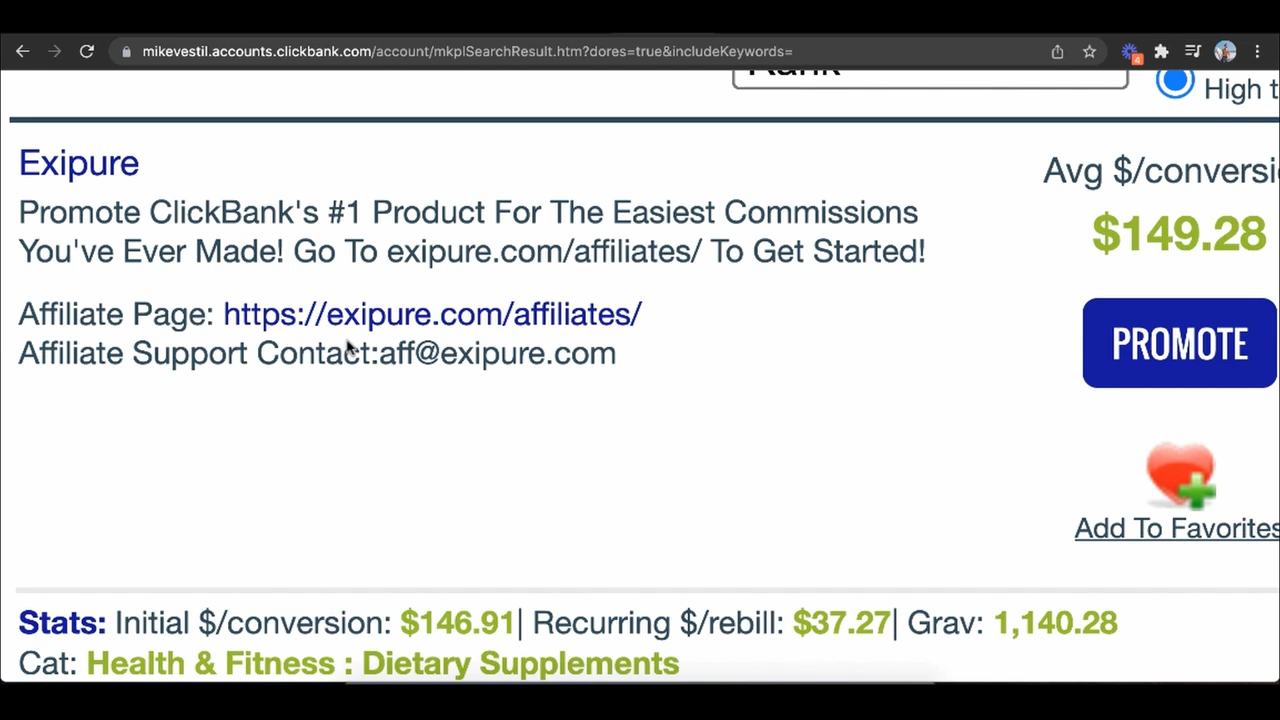 mikevestil.accounts.clickbank.com/account/mkplSearchResult.htm?dores=true&includeKeywords=
4
Rank
High t
Exipure
Avg $/conversi
Promote ClickBank's #1 Product For The Easiest Commissions
$149.28
You've Ever Made! Go To exipure.com/affiliates/ To Get Started!
Affiliate Page: https://exipure.com/affiliates/
PROMOTE
Affiliate Support Contact:aff@exipure.com
Add To Favorites
Stats: Initial $/conversion: $146.91| Recurring $/rebill: $37.27| Grav: 1,140.28
Cat: Health & Fitness : Dietary Supplements